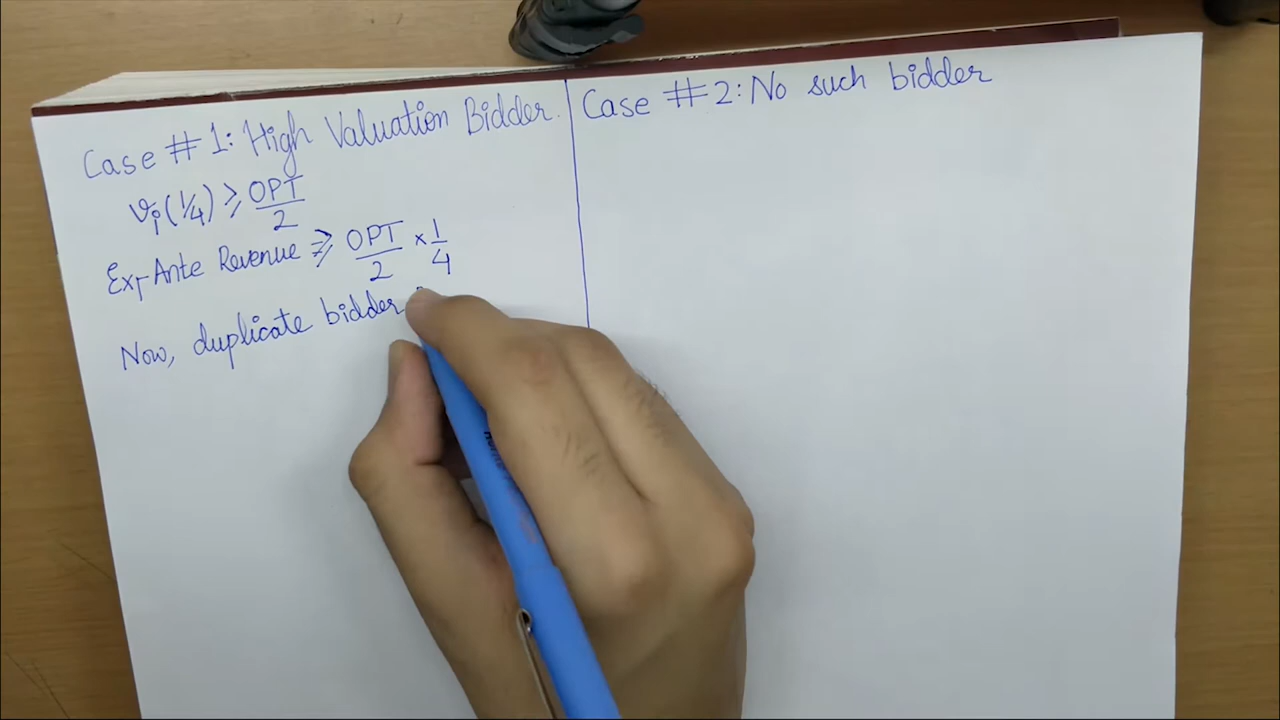 Case #1: High Valuation Bidder.
v_i(1/4) ≥ OPT/2
Ex-Ante Revenue ≥ OPT/2 × 1/4
Now, duplicate bidder
Case #2: No such bidder